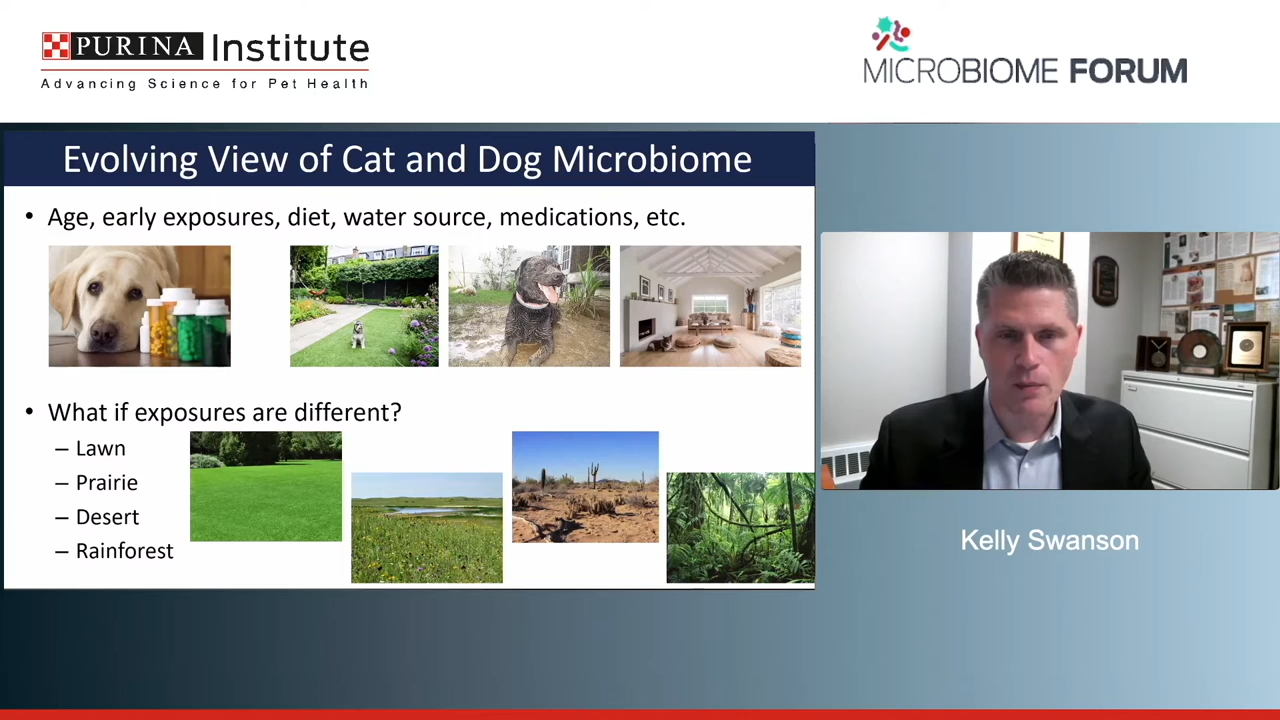 PURINA Institute
Advancing Science for Pet Health
MICROBIOME FORUM
Evolving View of Cat and Dog Microbiome
• Age, early exposures, diet, water source, medications, etc.
• What if exposures are different?
– Lawn
– Prairie
– Desert
– Rainforest
Kelly Swanson